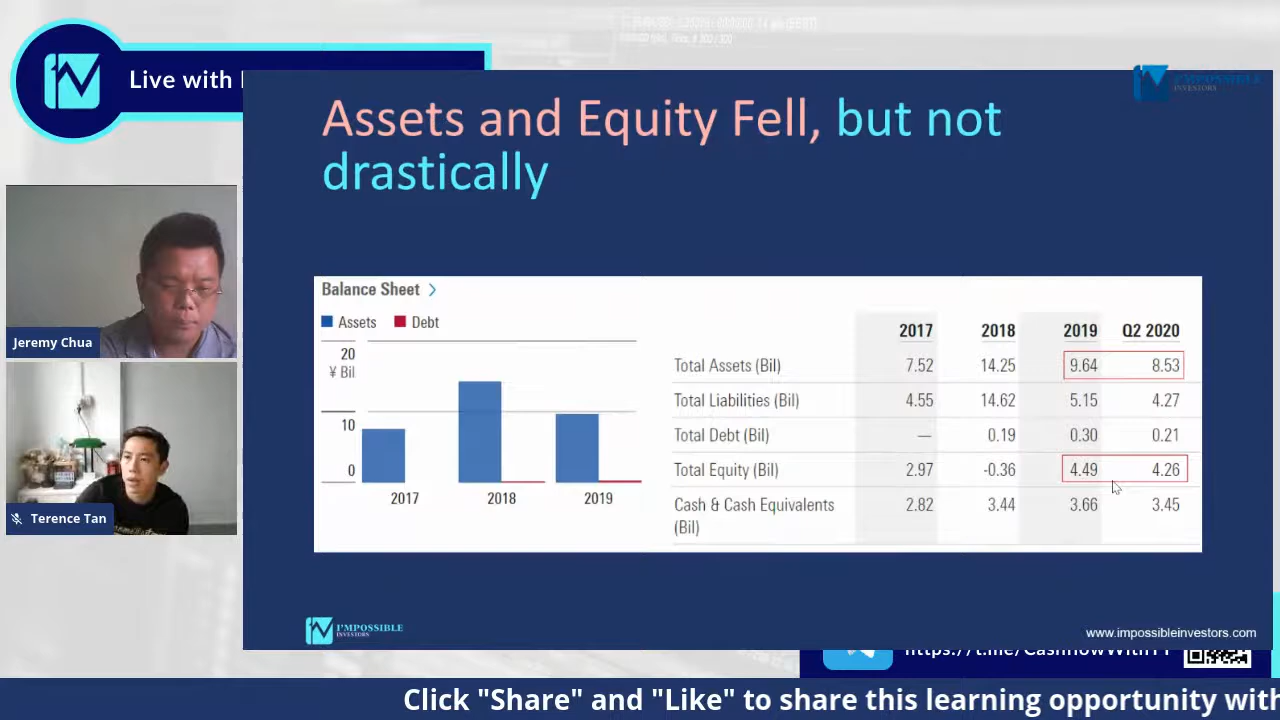 Live with
I'MPOSSIBLE
INVESTORS
Assets and Equity Fell, but not
drastically
Balance Sheet
Assets Debt
20
¥ Bil
10
0
2017 2018 2019
2017 2018 2019 Q2 2020
Total Assets (Bil) 7.52 14.25 9.64 8.53
Total Liabilities (Bil) 4.55 14.62 5.15 4.27
Total Debt (Bil) — 0.19 0.30 0.21
Total Equity (Bil) 2.97 -0.36 4.49 4.26
Cash & Cash Equivalents 2.82 3.44 3.66 3.45
(Bil)
Jeremy Chua
Terence Tan
I'MPOSSIBLE
INVESTORS
www.impossibleinvestors.com
Click "Share" and "Like" to share this learning opportunity with